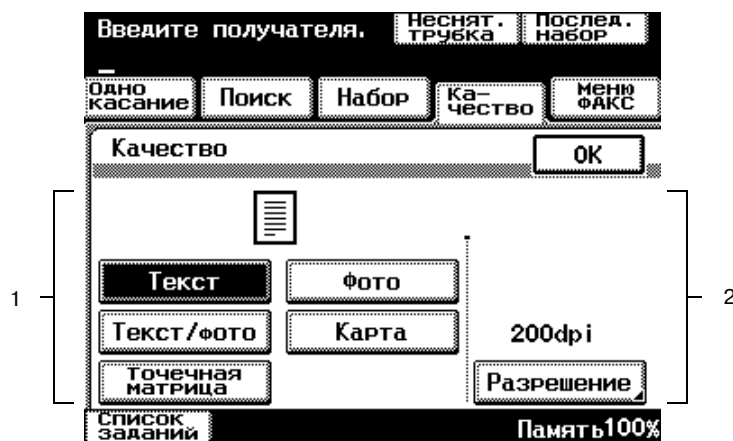 Введите получателя.
Неснят.
трубка
Послед.
набор
Одно
касание
Поиск
Набор
Ка–
чество
меню
ФАКС
Качество
OK
1
2
Текст
Фото
Текст/фото
Карта
200dpi
Точечная
матрица
Разрешение
Список
заданий
Память100%